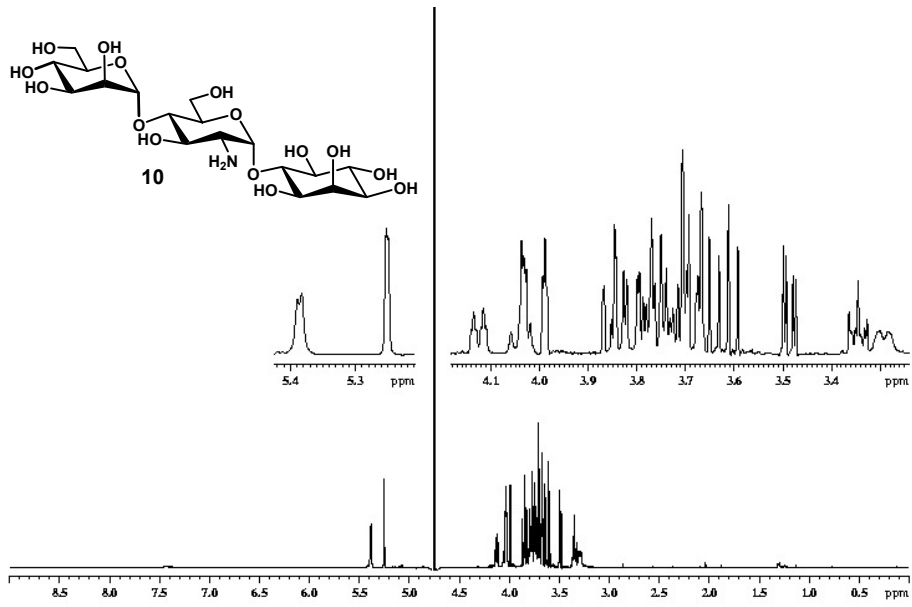 HO OH
HO O
HO
OH
O O
HO
H₂N O HO OH OH
10 HO OH
5.4 5.3 ppm 4.1 4.0 3.9 3.8 3.7 3.6 3.5 3.4 ppm
8.5 8.0 7.5 7.0 6.5 6.0 5.5 5.0 4.5 4.0 3.5 3.0 2.5 2.0 1.5 1.0 0.5 ppm